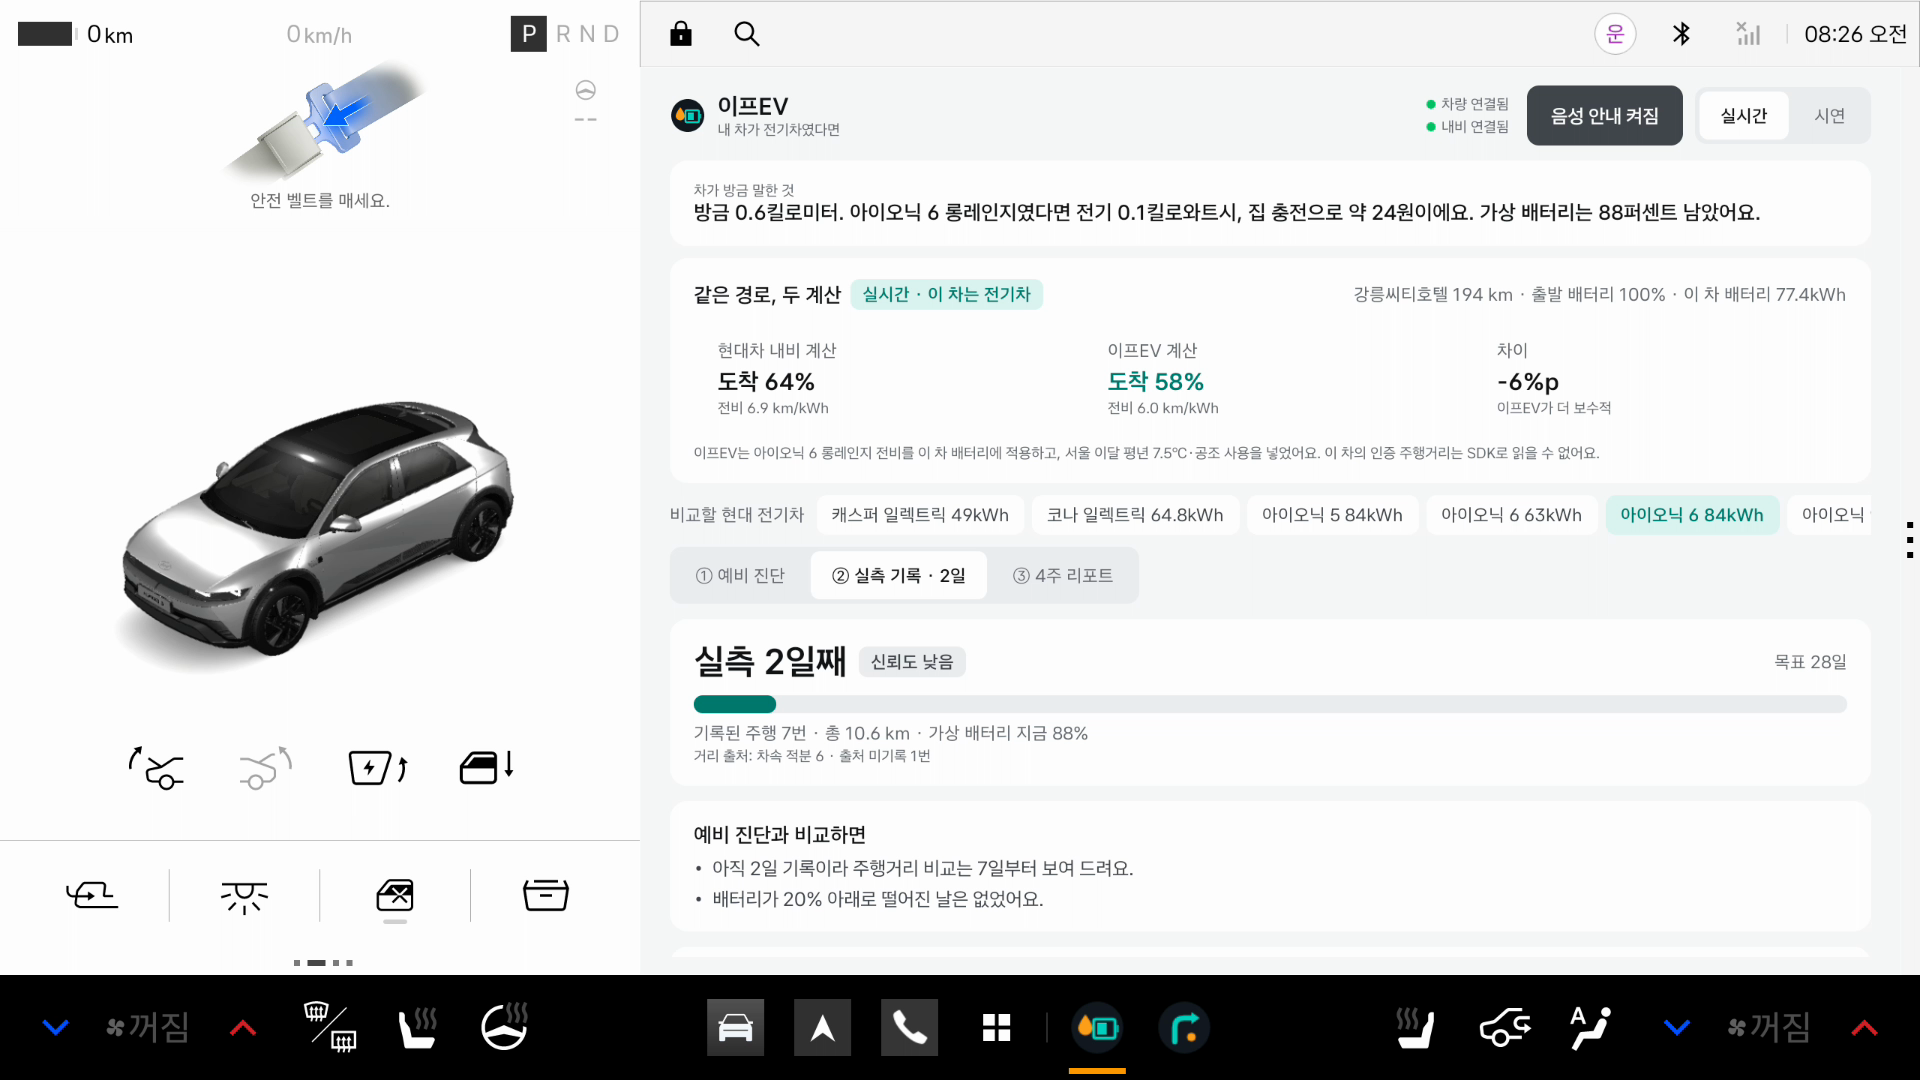 0 km
0 km/h
P R N D
안전 벨트를 매세요.
--
운
08:26 오전
이프EV
내 차가 전기차였다면
차량 연결됨
내비 연결됨
음성 안내 켜짐
실시간
시연
차가 방금 말한 것
방금 0.6킬로미터. 아이오닉 6 롱레인지였다면 전기 0.1킬로와트시, 집 충전으로 약 24원이에요. 가상 배터리는 88퍼센트 남았어요.
같은 경로, 두 계산
실시간 · 이 차는 전기차
강릉씨티호텔 194 km · 출발 배터리 100% · 이 차 배터리 77.4kWh
현대차 내비 계산
도착 64%
전비 6.9 km/kWh
이프EV 계산
도착 58%
전비 6.0 km/kWh
차이
-6%p
이프EV가 더 보수적
이프EV는 아이오닉 6 롱레인지 전비를 이 차 배터리에 적용하고, 서울 이달 평년 7.5°C·공조 사용을 넣었어요. 이 차의 인증 주행거리는 SDK로 읽을 수 없어요.
비교할 현대 전기차
캐스퍼 일렉트릭 49kWh
코나 일렉트릭 64.8kWh
아이오닉 5 84kWh
아이오닉 6 63kWh
아이오닉 6 84kWh
아이오닉
① 예비 진단
② 실측 기록 · 2일
③ 4주 리포트
실측 2일째
신뢰도 낮음
목표 28일
기록된 주행 7번 · 총 10.6 km · 가상 배터리 지금 88%
거리 출처: 차속 적분 6 · 출처 미기록 1번
예비 진단과 비교하면
• 아직 2일 기록이라 주행거리 비교는 7일부터 보여 드려요.
• 배터리가 20% 아래로 떨어진 날은 없었어요.
꺼짐
A
꺼짐